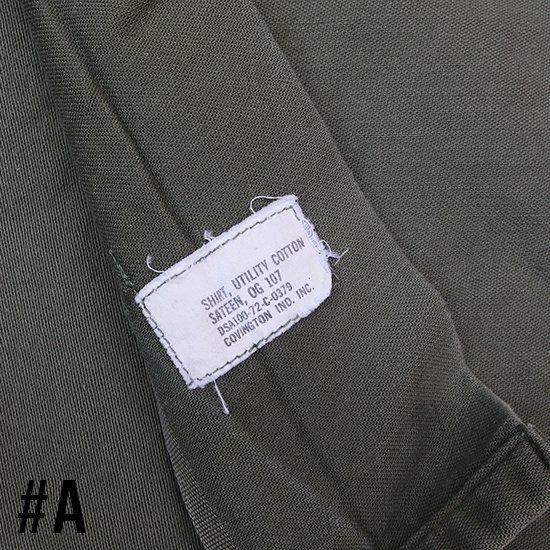 SHIRT, UTILITY COTTON
SATEEN, OG 107
DSA100-72-C-0379
COVINGTON IND. INC.
#A